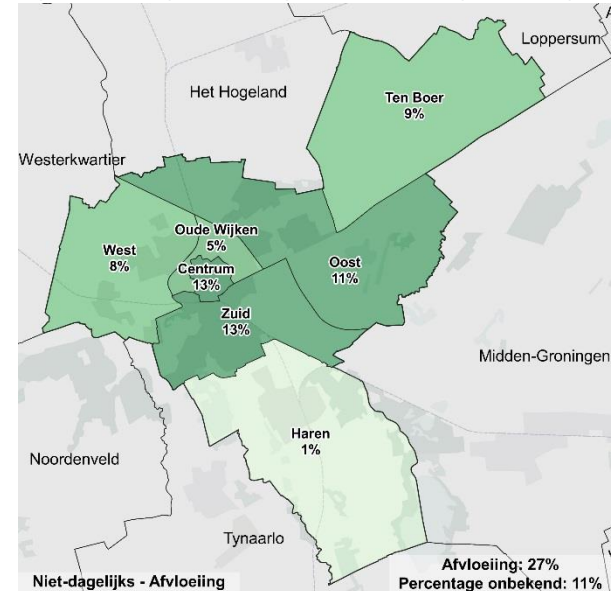 Loppersum
Het Hogeland
Ten Boer
9%
Westerkwartier
Oude Wijken
5%
West
8%
Centrum
13%
Oost
11%
Zuid
13%
Midden-Groningen
Haren
1%
Noordenveld
Tynaarlo
Afvloeiing: 27%
Niet-dagelijks - Afvloeiing
Percentage onbekend: 11%